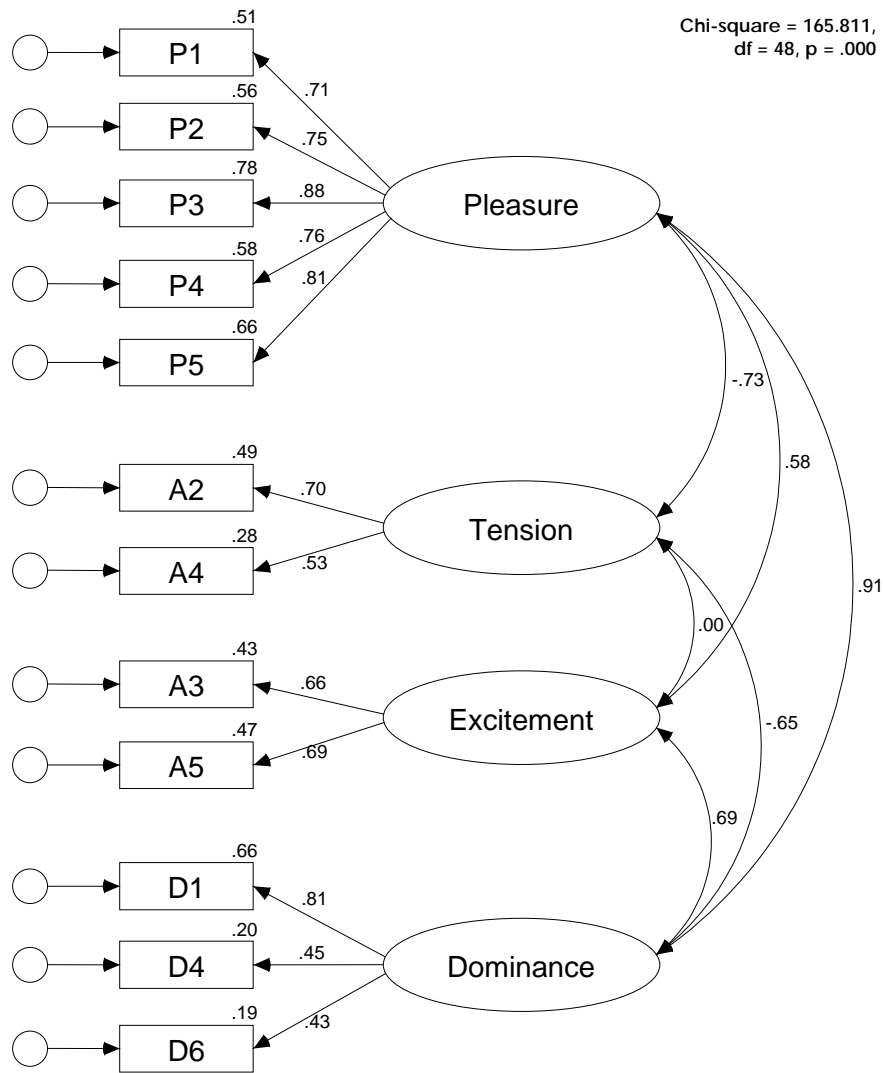 Chi-square = 165.811,
df = 48, p = .000
.51
P1
.71
.56
P2
.75
.78
P3
.88
.58
P4
.76
.66
P5
.81
Pleasure
-.73
.58
.91
.49
A2
.70
.28
A4
.53
Tension
.00
-.65
.43
A3
.66
.47
A5
.69
Excitement
.69
.66
D1
.81
.20
D4
.45
.19
D6
.43
Dominance